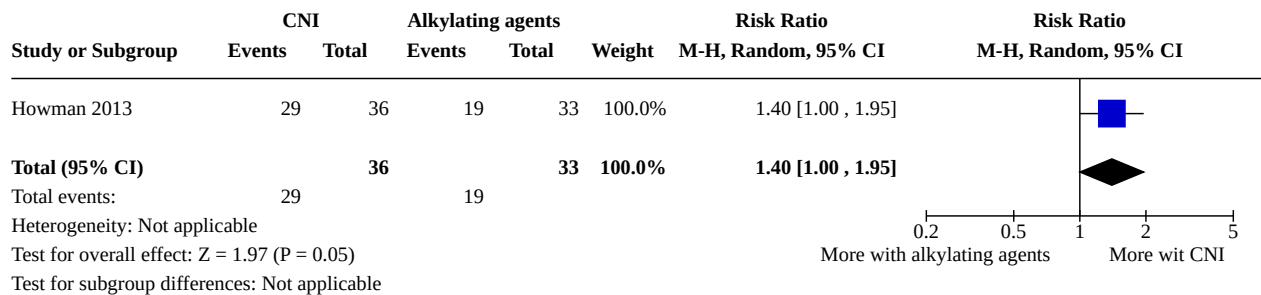 CNI Alkylating agents Risk Ratio Risk Ratio
Study or Subgroup Events Total Events Total Weight M-H, Random, 95% CI M-H, Random, 95% CI
Howman 2013 29 36 19 33 100.0% 1.40 [1.00 , 1.95]
Total (95% CI) 36 33 100.0% 1.40 [1.00 , 1.95]
Total events: 29 19
Heterogeneity: Not applicable
0.2 0.5 1 2 5
Test for overall effect: Z = 1.97 (P = 0.05) More with alkylating agents More wit CNI
Test for subgroup differences: Not applicable